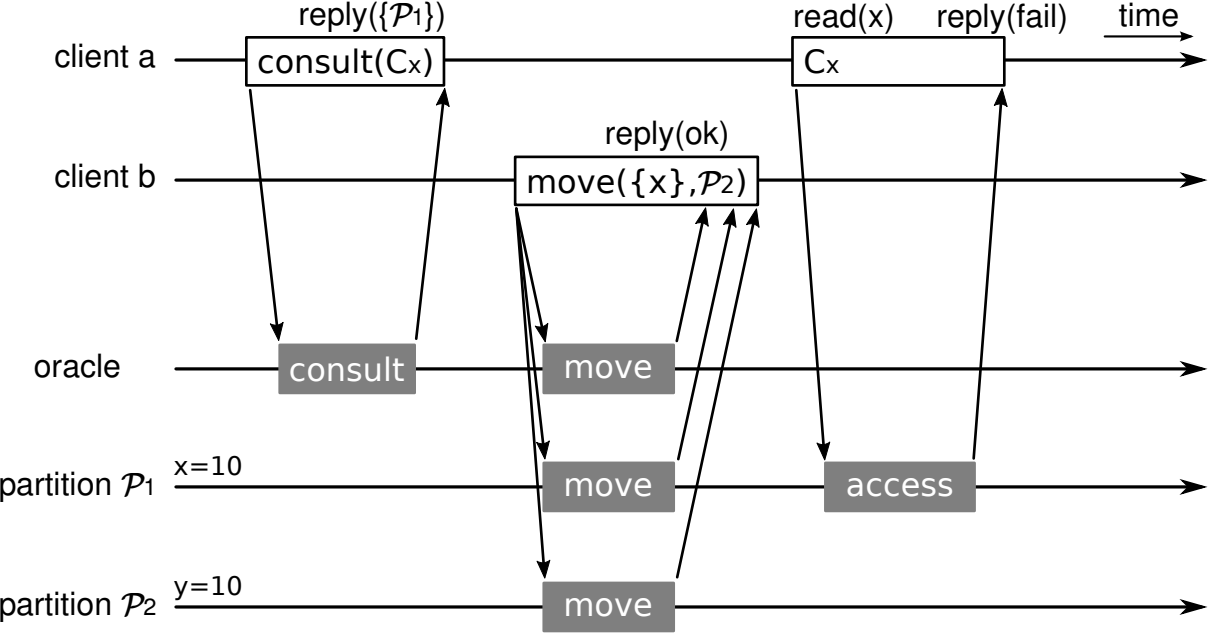 reply({𝒫1})
read(x)
reply(fail)
time
client a
consult(Cx)
Cx
reply(ok)
client b
move({x},𝒫2)
oracle
consult
move
x=10
partition 𝒫1
move
access
y=10
partition 𝒫2
move